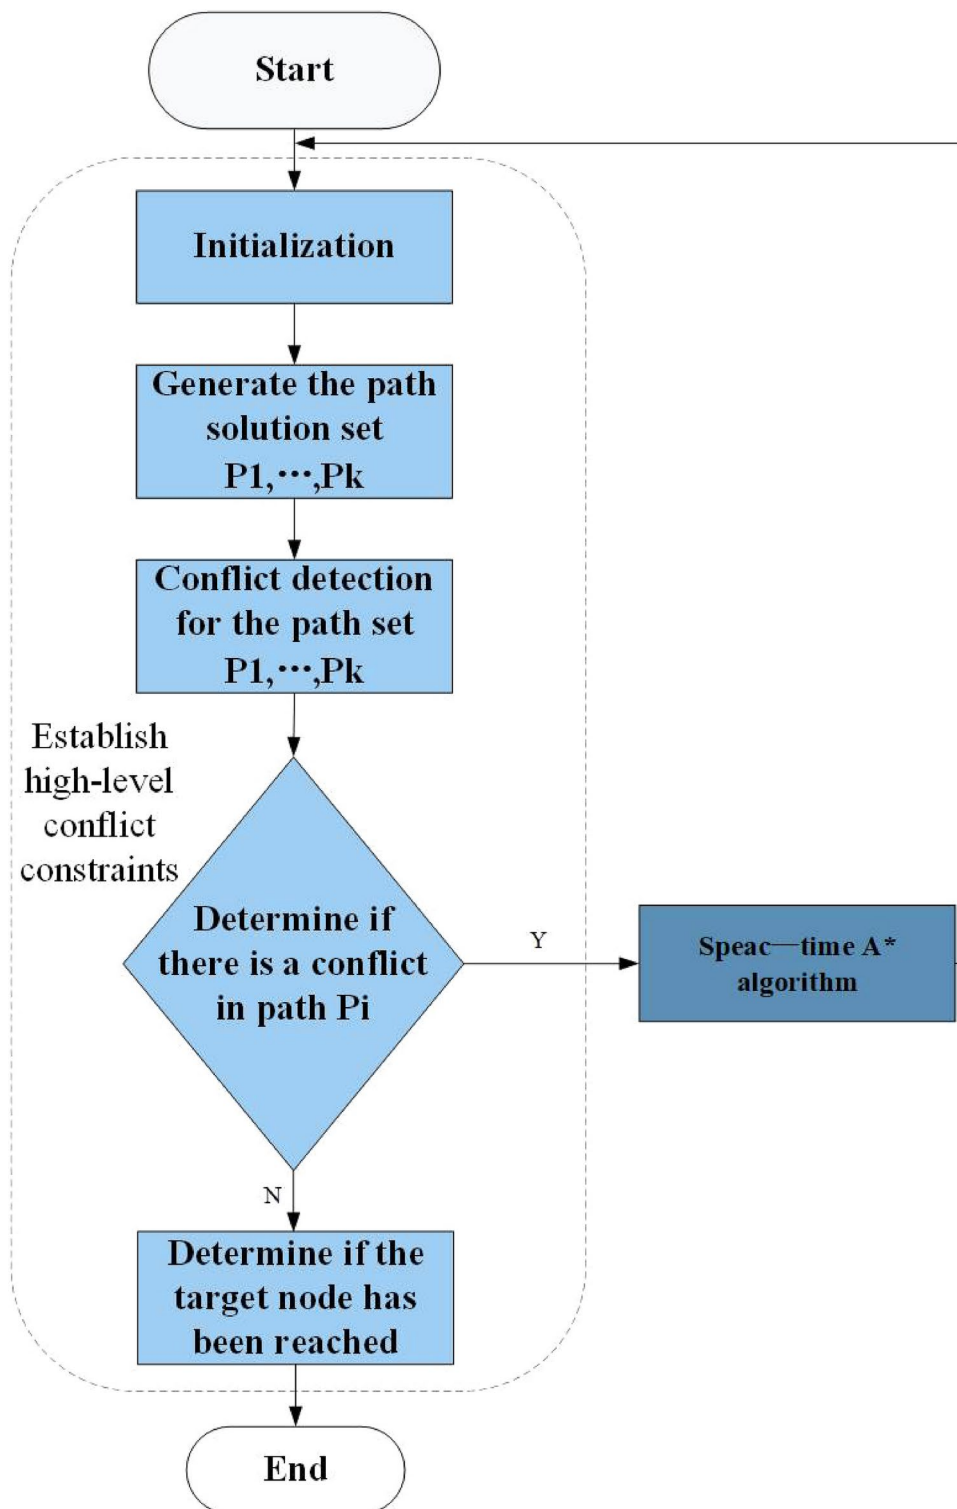 Start
Initialization
Generate the path
solution set
P1,···,Pk
Conflict detection
for the path set
P1,···,Pk
Establish
high-level
conflict
constraints
Determine if
there is a conflict
in path Pi
Y
Speac—time A*
algorithm
N
Determine if the
target node has
been reached
End